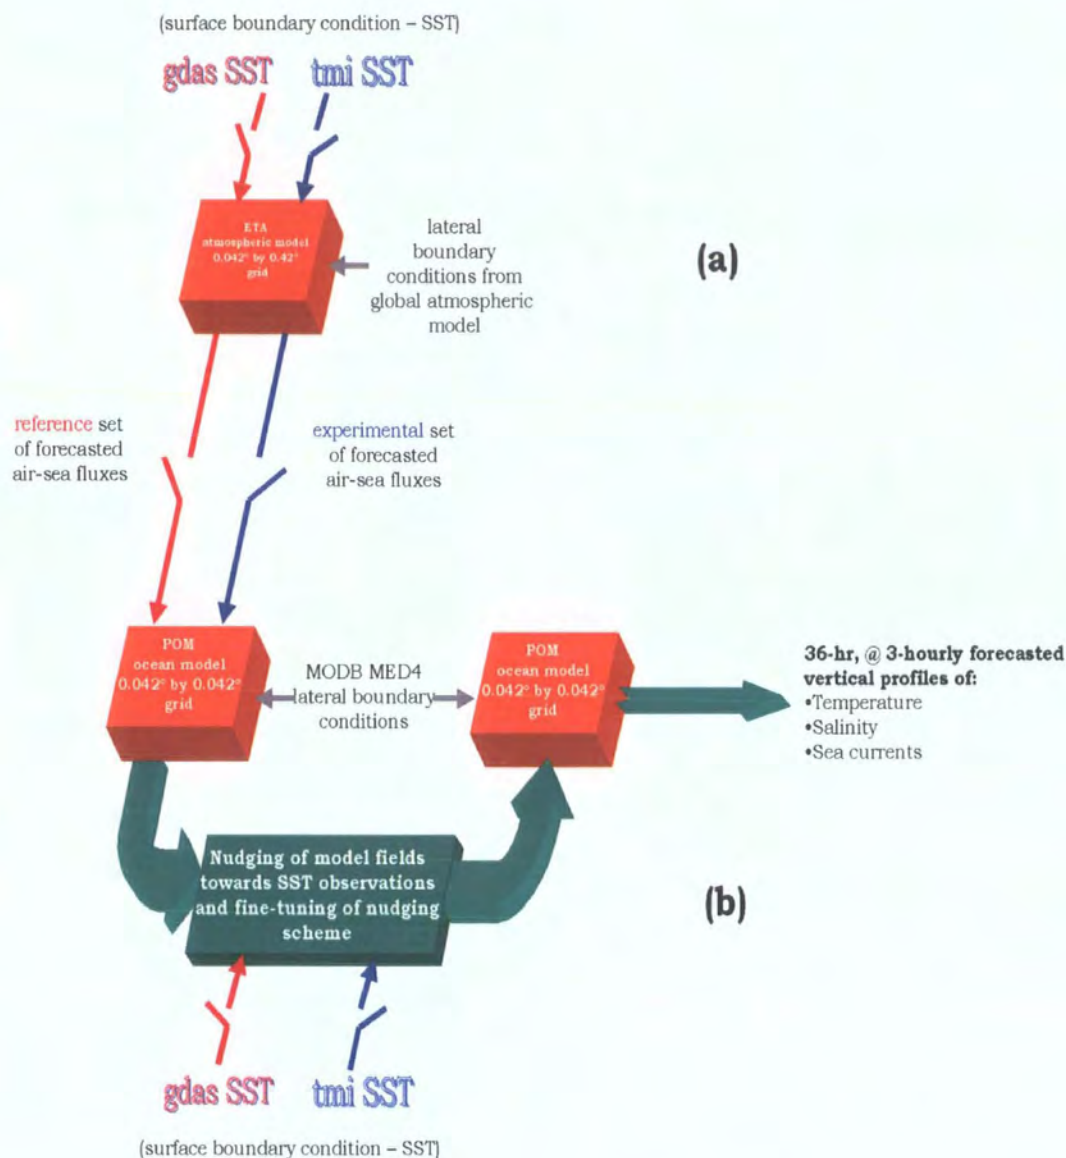 (surface boundary condition – SST)
gdas SST tmi SST
ETA
atmospheric model
0.042° by 0.42°
grid
lateral
boundary
conditions from
global atmospheric
model
(a)
reference set
of forecasted
air-sea fluxes
experimental set
of forecasted
air-sea fluxes
POM
ocean model
0.042° by 0.042°
grid
MODB MED4
lateral boundary
conditions
POM
ocean model
0.042° by 0.042°
grid
36-hr, @ 3-hourly forecasted
vertical profiles of:
•Temperature
•Salinity
•Sea currents
Nudging of model fields
towards SST observations
and fine-tuning of nudging
scheme
(b)
gdas SST tmi SST
(surface boundary condition – SST)